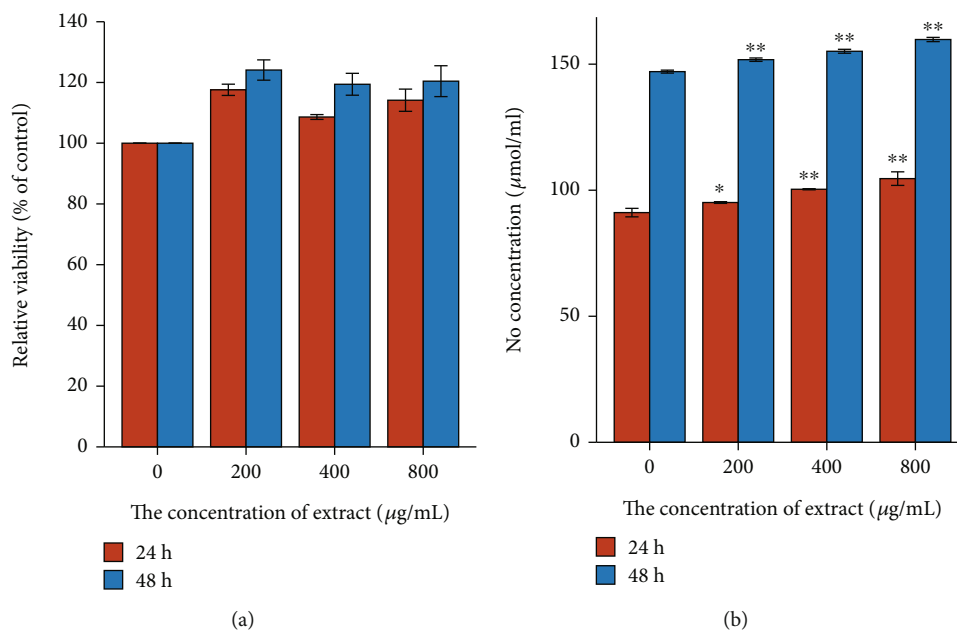 140
120
100
80
60
40
20
0
Relative viability (% of control)
0 200 400 800
The concentration of extract (μg/mL)
24 h
48 h
(a)
150
100
50
0
No concentration (μmol/ml)
**
**
**
*
**
**
0 200 400 800
The concentration of extract (μg/mL)
24 h
48 h
(b)